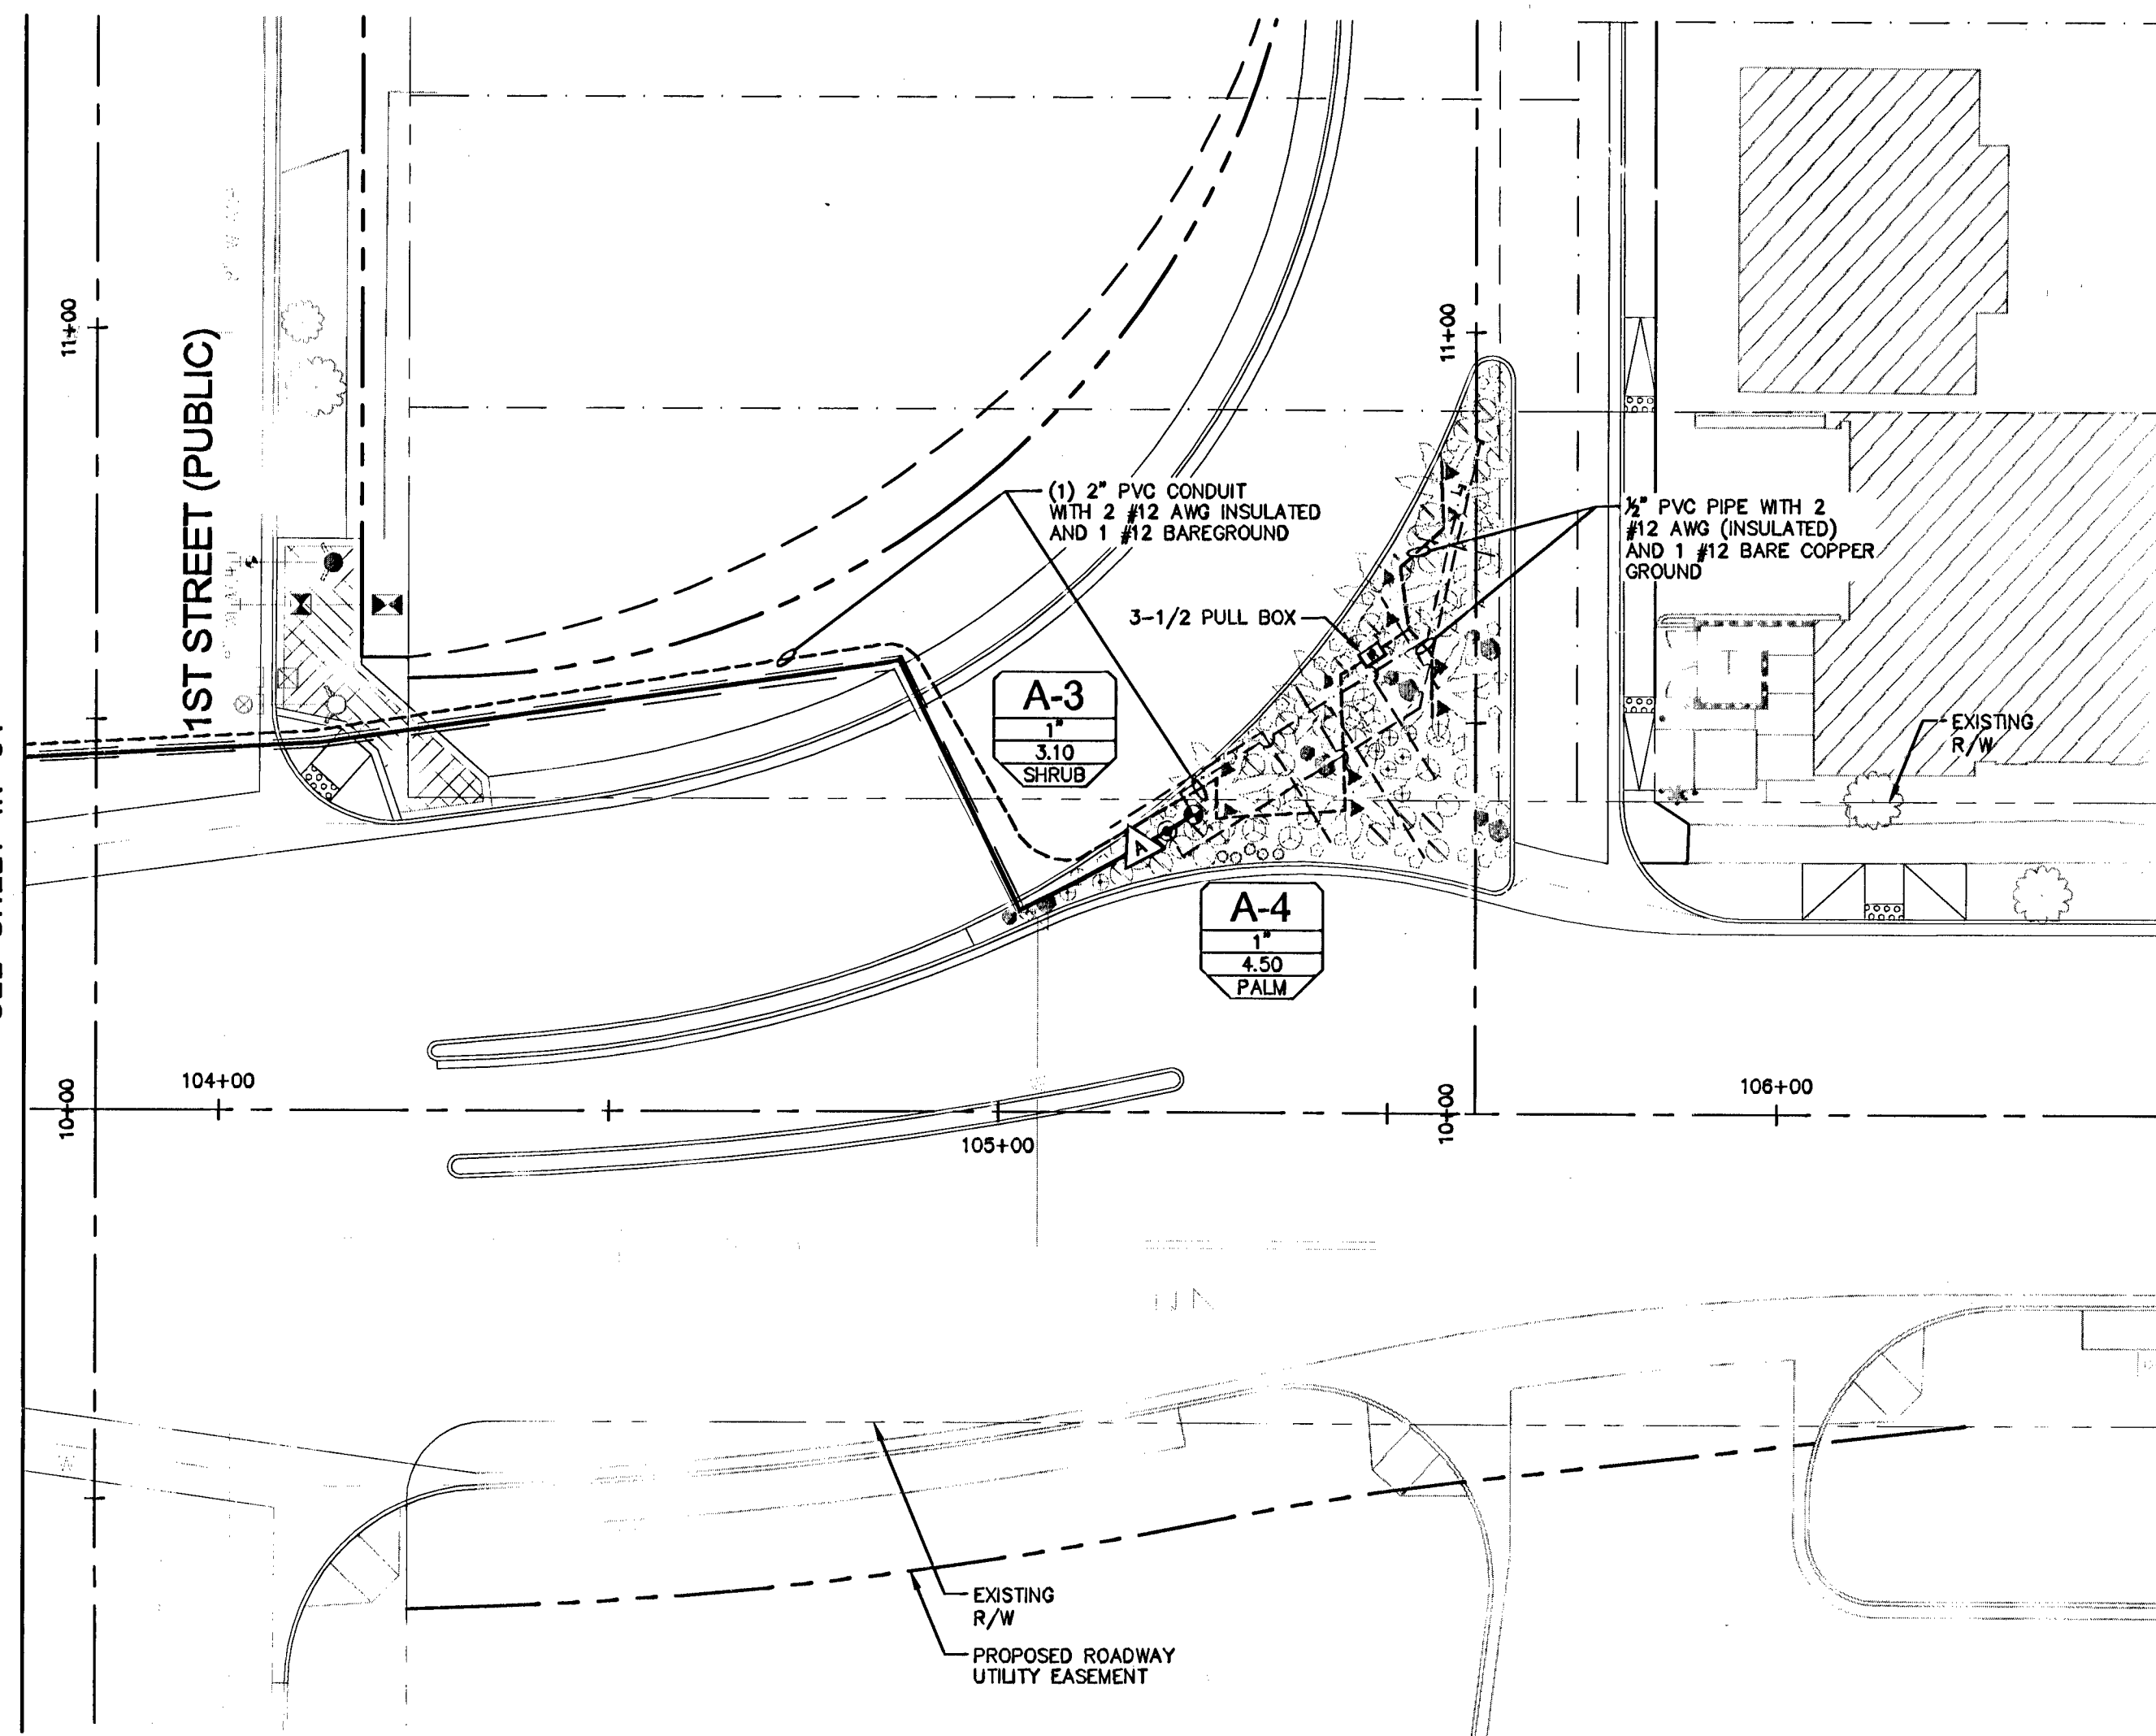 11+00
1ST STREET (PUBLIC)
11+00
(1) 2" PVC CONDUIT
WITH 2 #12 AWG INSULATED
AND 1 #12 BAREGROUND
½" PVC PIPE WITH 2
#12 AWG (INSULATED)
AND 1 #12 BARE COPPER
GROUND
3-1/2 PULL BOX
A-3
1"
3.10
SHRUB
EXISTING
R/W
A
A-4
1"
4.50
PALM
10+00
104+00
105+00
10+00
106+00
EXISTING
R/W
PROPOSED ROADWAY
UTILITY EASEMENT